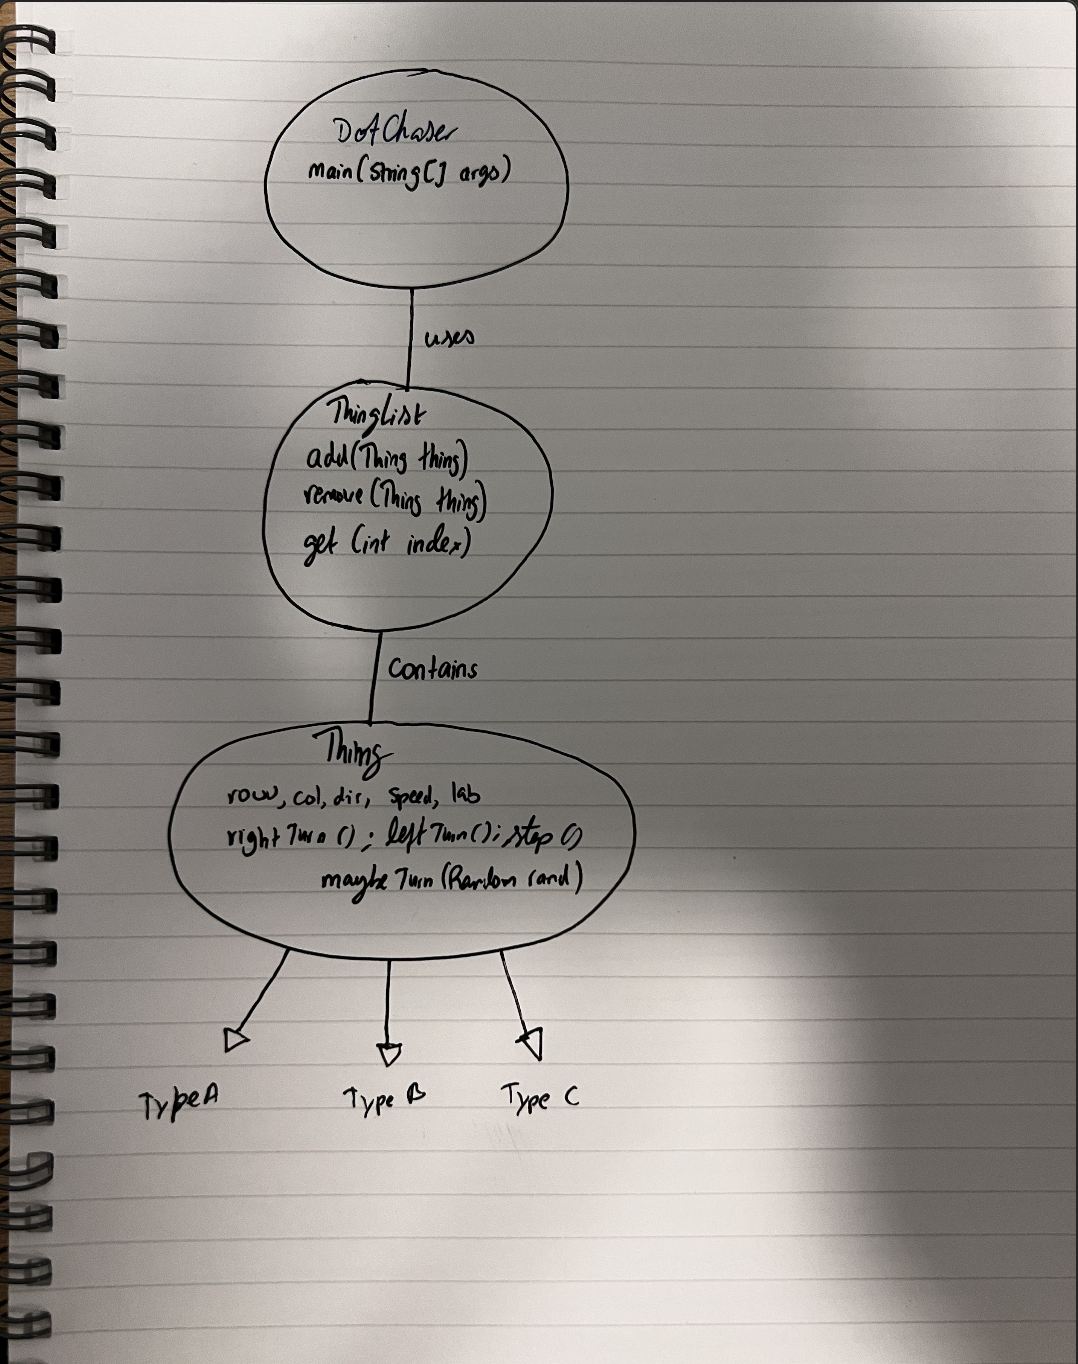 DotChaser
main(String[] args)
uses
ThingList
add(Thing thing)
remove(Thing thing)
get (int index)
Contains
Thing
row, col, dir, speed, lab
rightTurn(); leftTurn(); step()
maybeTurn(Random rand)
TypeA
Type B
Type C